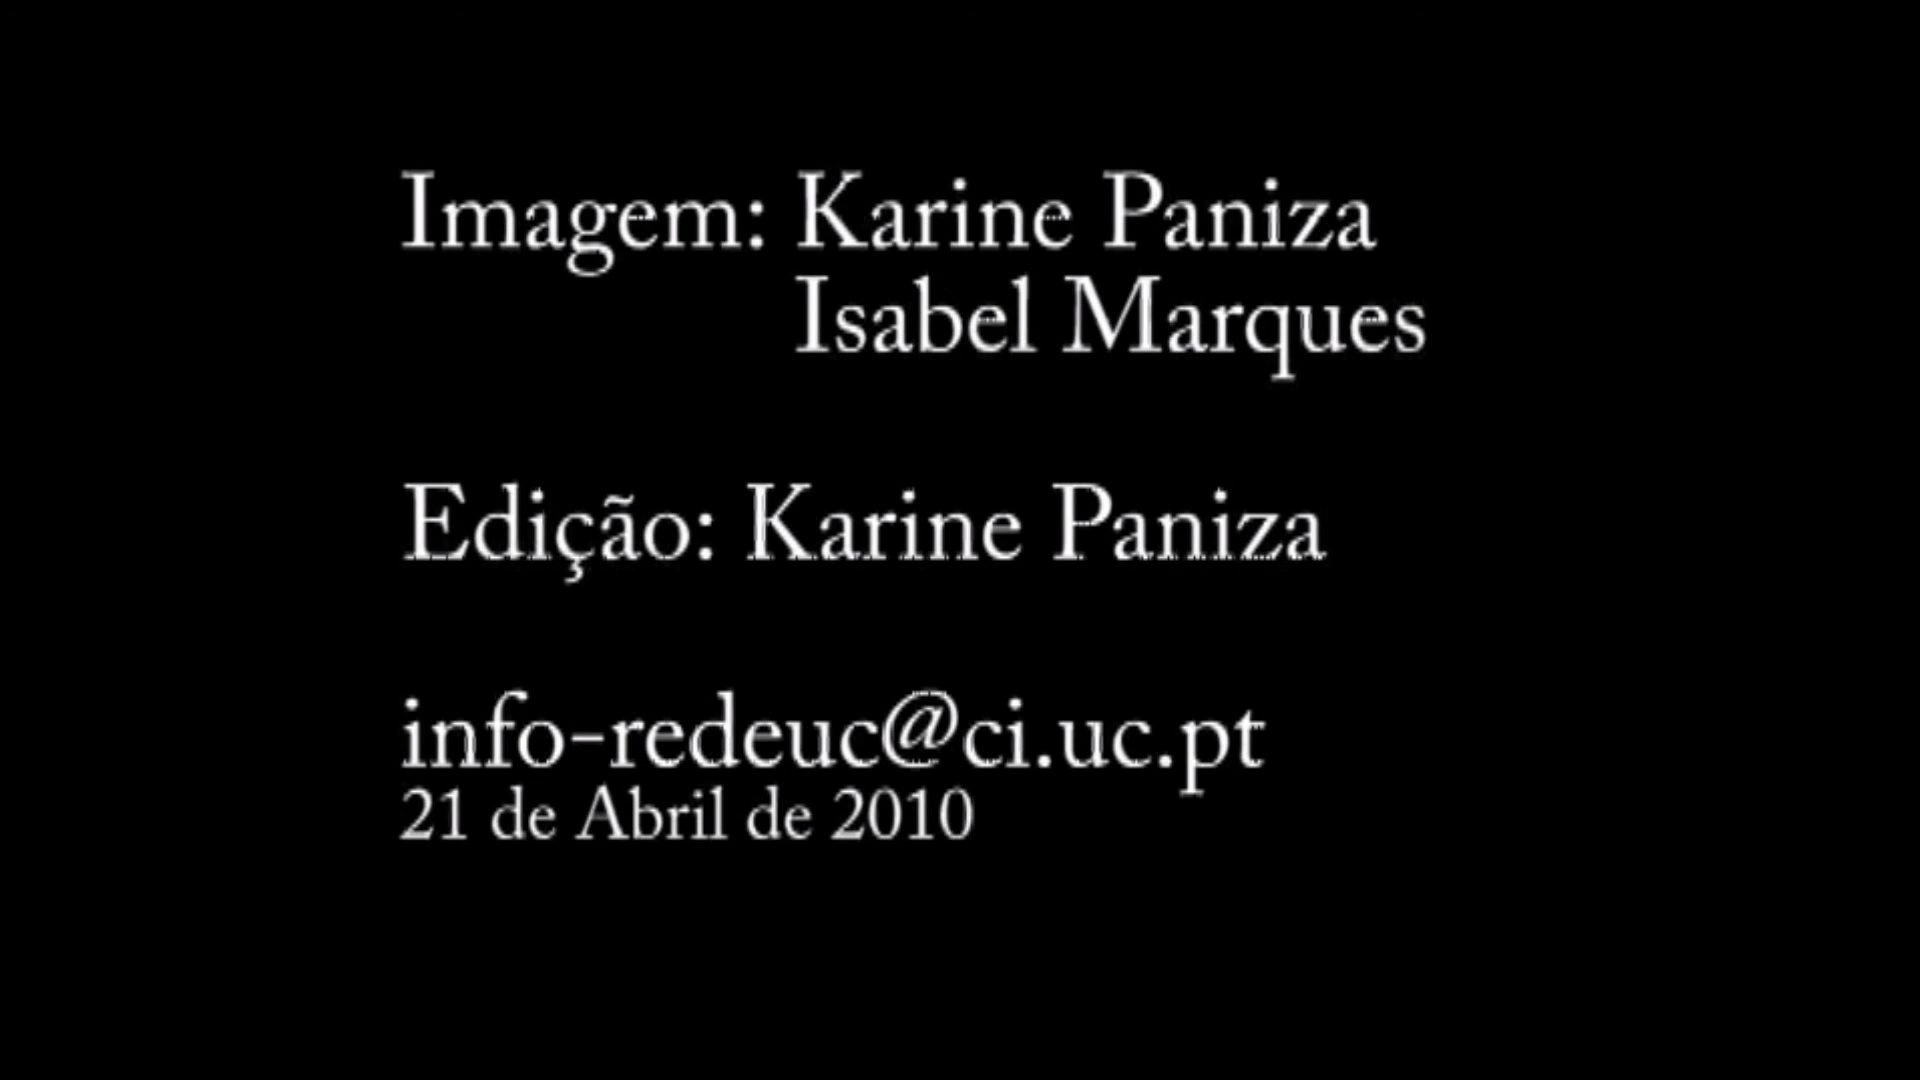 Imagem: Karine Paniza
Isabel Marques
Edição: Karine Paniza
info-redeuc@ci.uc.pt
21 de Abril de 2010